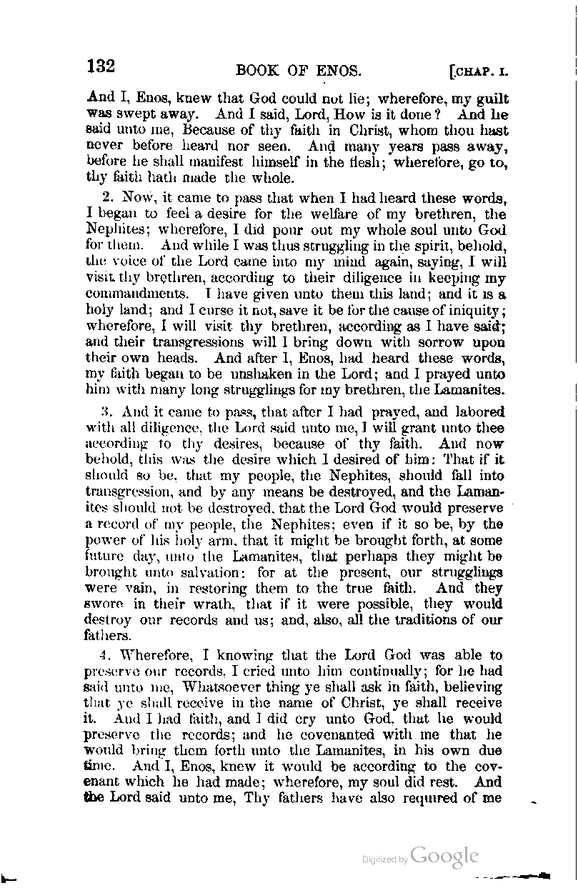 132 BOOK OF ENOS. [CHAP. I.
And I, Enos, knew that God could not lie; wherefore, my guilt
was swept away. And I said, Lord, How is it done? And he
said unto me, Because of thy faith in Christ, whom thou hast
never before heard nor seen. And many years pass away,
before he shall manifest himself in the flesh; wherefore, go to,
thy faith hath made the whole.
2. Now, it came to pass that when I had heard these words,
I began to feel a desire for the welfare of my brethren, the
Nephites; wherefore, I did pour out my whole soul unto God
for them. And while I was thus struggling in the spirit, behold,
the voice of the Lord came into my mind again, saying, I will
visit thy brethren, according to their diligence in keeping my
commandments. I have given unto them this land; and it is a
holy land; and I curse it not, save it be for the cause of iniquity;
wherefore, I will visit thy brethren, according as I have said;
and their transgressions will I bring down with sorrow upon
their own heads. And after I, Enos, had heard these words,
my faith began to be unshaken in the Lord; and I prayed unto
him with many long strugglings for my brethren, the Lamanites.
3. And it came to pass, that after I had prayed, and labored
with all diligence, the Lord said unto me, I will grant unto thee
according to thy desires, because of thy faith. And now
behold, this was the desire which I desired of him: That if it
should so be, that my people, the Nephites, should fall into
transgression, and by any means be destroyed, and the Laman-
ites should not be destroyed, that the Lord God would preserve
a record of my people, the Nephites; even if it so be, by the
power of his holy arm, that it might be brought forth, at some
future day, unto the Lamanites, that perhaps they might be
brought unto salvation: for at the present, our strugglings
were vain, in restoring them to the true faith. And they
swore in their wrath, that if it were possible, they would
destroy our records and us; and, also, all the traditions of our
fathers.
4. Wherefore, I knowing that the Lord God was able to
preserve our records, I cried unto him continually; for he had
said unto me, Whatsoever thing ye shall ask in faith, believing
that ye shall receive in the name of Christ, ye shall receive
it. And I had faith, and I did cry unto God, that he would
preserve the records; and he covenanted with me that he
would bring them forth unto the Lamanites, in his own due
time. And I, Enos, knew it would be according to the cov-
enant which he had made; wherefore, my soul did rest. And
the Lord said unto me, Thy fathers have also required of me
Digitized by Google